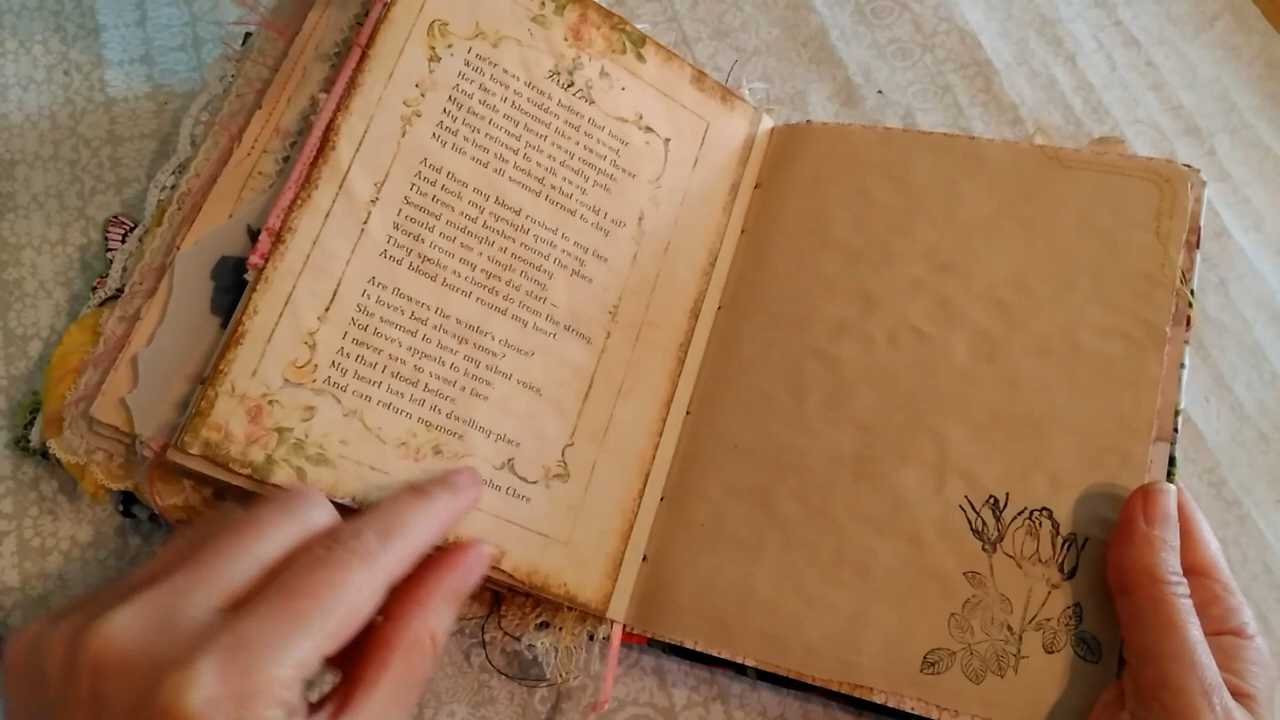 First Love
I ne'er was struck before that hour
With love so sudden and so sweet,
Her face it bloomed like a sweet flower
And stole my heart away complete.
My face turned pale as deadly pale,
My legs refused to walk away,
And when she looked, what could I ail?
My life and all seemed turned to clay.
And then my blood rushed to my face
And took my eyesight quite away,
The trees and bushes round the place
Seemed midnight at noonday.
I could not see a single thing,
Words from my eyes did start —
They spoke as chords do from the string,
And blood burnt round my heart.
Are flowers the winter's choice?
Is love's bed always snow?
She seemed to hear my silent voice,
Not love's appeals to know.
I never saw so sweet a face
As that I stood before.
My heart has left its dwelling-place
And can return no more.
John Clare